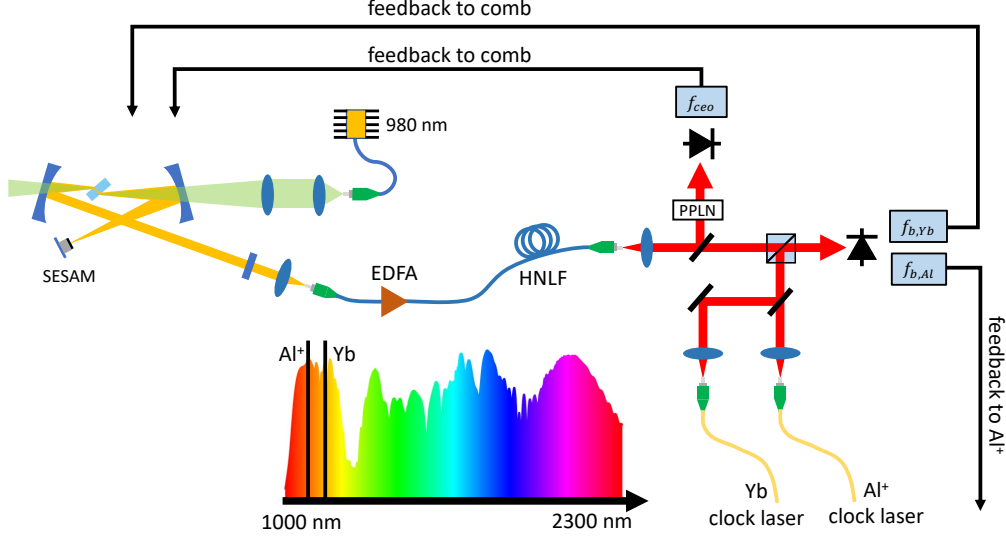 feedback to comb
feedback to comb
f_ceo
980 nm
PPLN
f_b,Yb
f_b,Al
SESAM
EDFA
HNLF
Al⁺
Yb
feedback to Al⁺
1000 nm
2300 nm
Yb
clock laser
Al⁺
clock laser